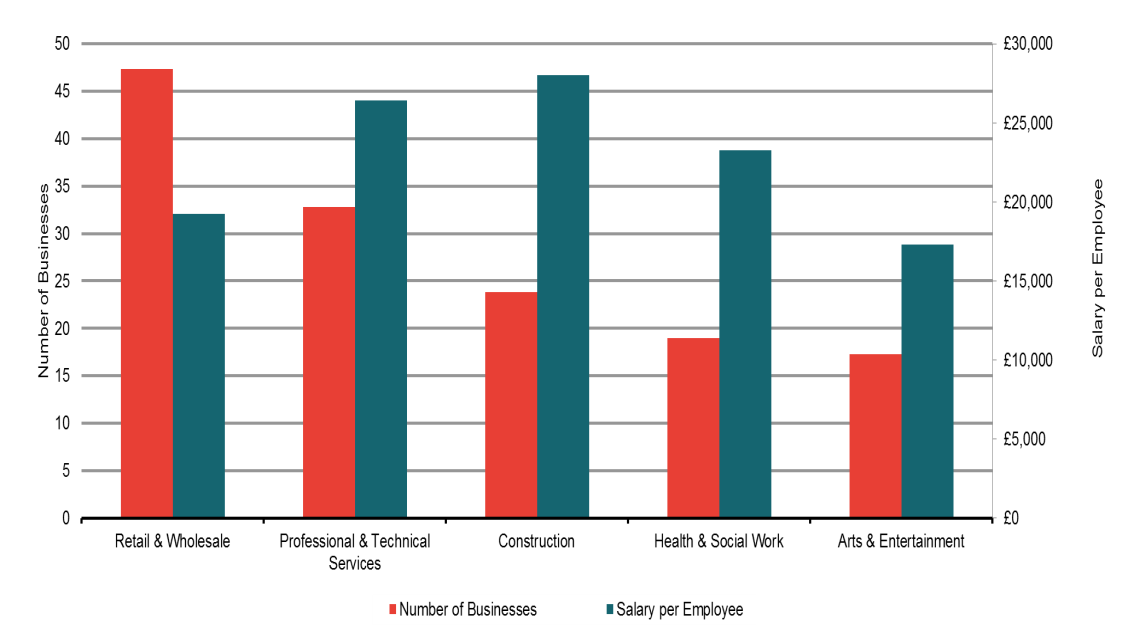 50
45
40
35
30
25
20
15
10
5
0
Number of Businesses
£30,000
£25,000
£20,000
£15,000
£10,000
£5,000
£0
Salary per Employee
Retail & Wholesale
Professional & Technical
Services
Construction
Health & Social Work
Arts & Entertainment
Number of Businesses
Salary per Employee